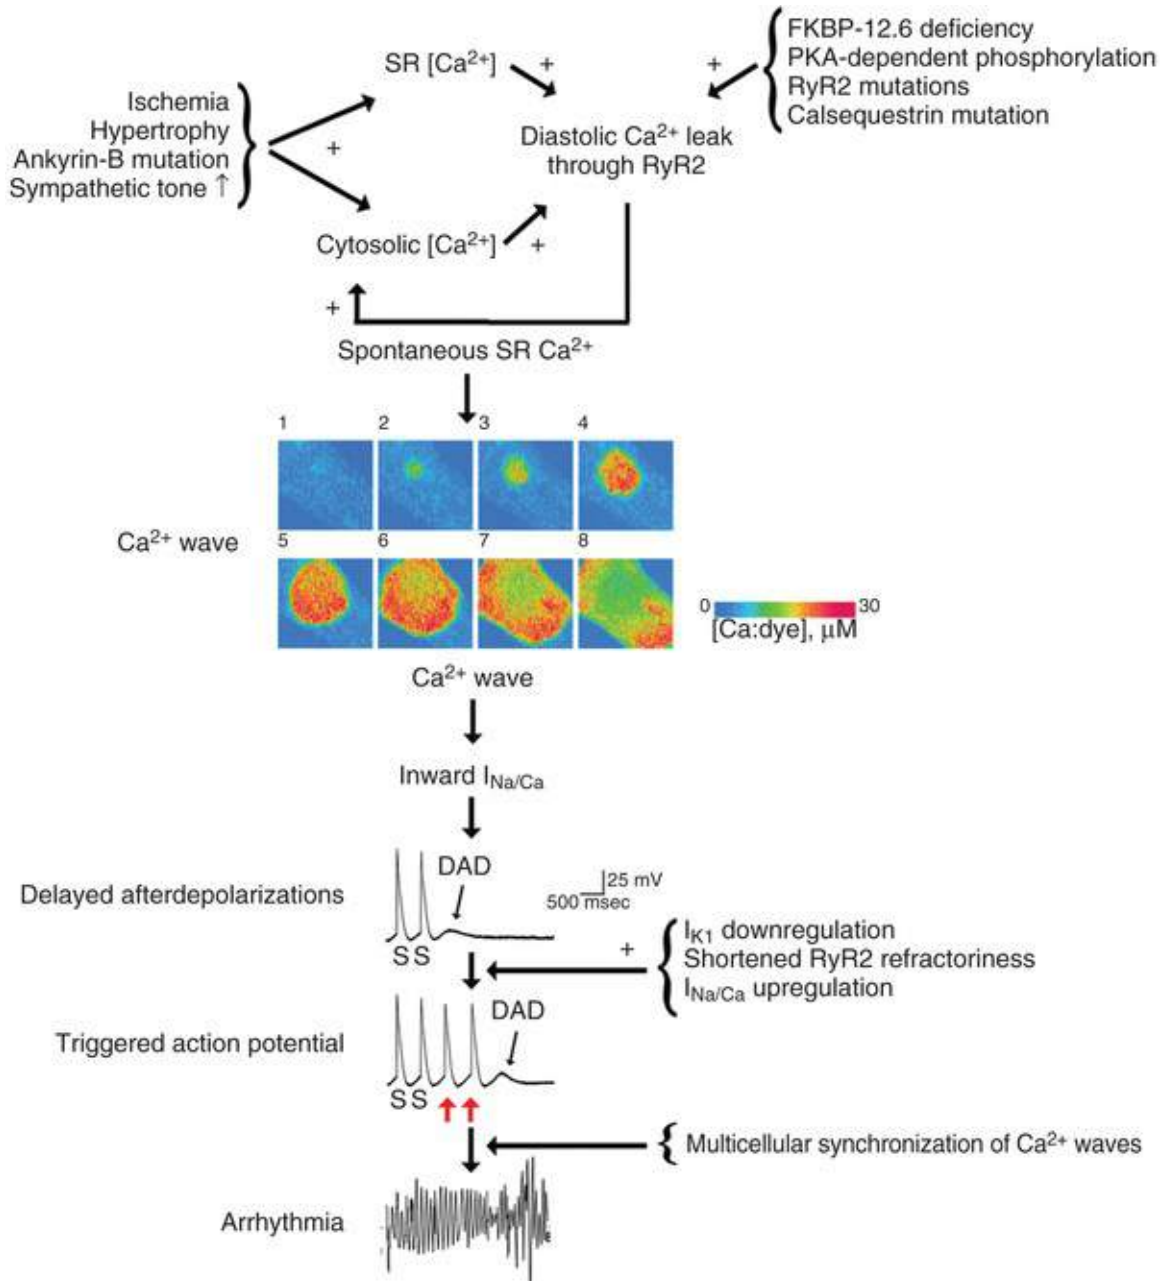 FKBP-12.6 deficiency
PKA-dependent phosphorylation
RyR2 mutations
Calsequestrin mutation
SR [Ca²⁺]
+
+
Ischemia
Hypertrophy
Ankyrin-B mutation
Sympathetic tone ↑
+
Diastolic Ca²⁺ leak
through RyR2
Cytosolic [Ca²⁺]
+
+
Spontaneous SR Ca²⁺
1 2 3 4
Ca²⁺ wave
5 6 7 8
0 30
[Ca:dye], μM
Ca²⁺ wave
Inward I_Na/Ca
Delayed afterdepolarizations
DAD
25 mV
500 msec
S S
+
I_K1 downregulation
Shortened RyR2 refractoriness
I_Na/Ca upregulation
Triggered action potential
DAD
S S
Multicellular synchronization of Ca²⁺ waves
Arrhythmia